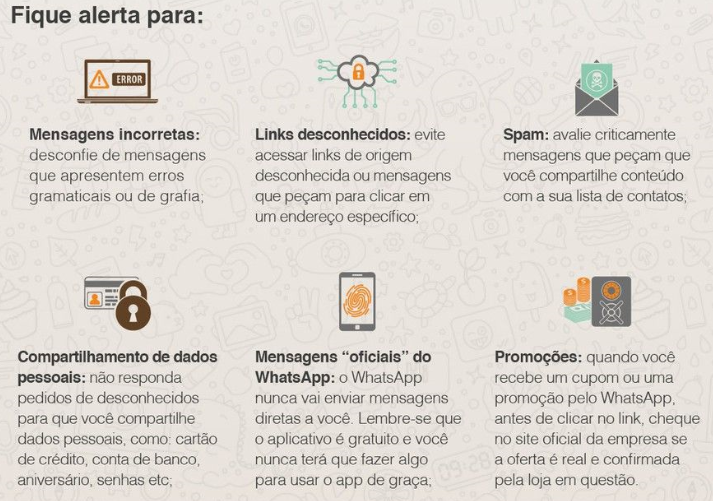 Fique alerta para:
ERROR
Mensagens incorretas:
desconfie de mensagens
que apresentem erros
gramaticais ou de grafia;
Links desconhecidos: evite
acessar links de origem
desconhecida ou mensagens
que peçam para clicar em
um endereço específico;
Spam: avalie criticamente
mensagens que peçam que
você compartilhe conteúdo
com a sua lista de contatos;
Compartilhamento de dados
pessoais: não responda
pedidos de desconhecidos
para que você compartilhe
dados pessoais, como: cartão
de crédito, conta de banco,
aniversário, senhas etc;
Mensagens “oficiais” do
WhatsApp: o WhatsApp
nunca vai enviar mensagens
diretas a você. Lembre-se que
o aplicativo é gratuito e você
nunca terá que fazer algo
para usar o app de graça;
Promoções: quando você
recebe um cupom ou uma
promoção pelo WhatsApp,
antes de clicar no link, cheque
no site oficial da empresa se
a oferta é real e confirmada
pela loja em questão.